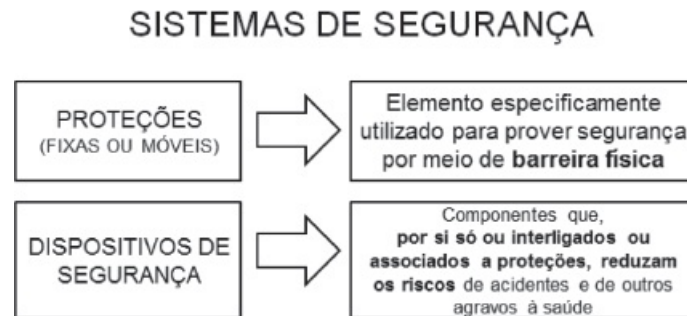 SISTEMAS DE SEGURANÇA
PROTEÇÕES
(FIXAS OU MÓVEIS)
Elemento especificamente
utilizado para prover segurança
por meio de barreira física
DISPOSITIVOS DE
SEGURANÇA
Componentes que,
por si só ou interligados ou
associados a proteções, reduzam
os riscos de acidentes e de outros
agravos à saúde